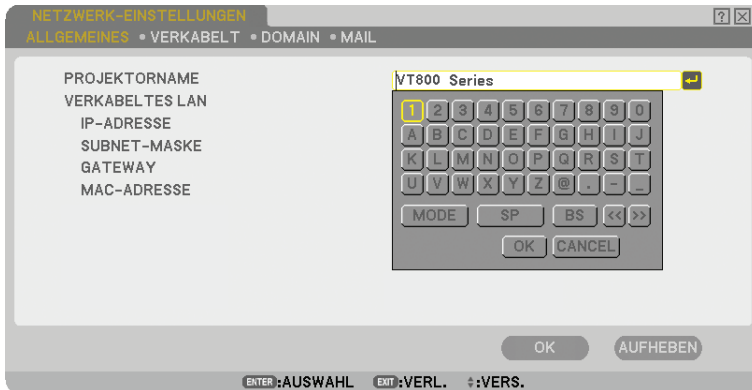 NETZWERK-EINSTELLUNGEN ? ×
ALLGEMEINES • VERKABELT • DOMAIN • MAIL
PROJEKTORNAME VT800 Series
VERKABELTES LAN
IP-ADRESSE
SUBNET-MASKE
GATEWAY
MAC-ADRESSE
1 2 3 4 5 6 7 8 9 0
A B C D E F G H I J
K L M N O P Q R S T
U V W X Y Z @ . - _
MODE SP BS << >>
OK CANCEL
OK AUFHEBEN
ENTER :AUSWAHL EXIT :VERL. :VERS.